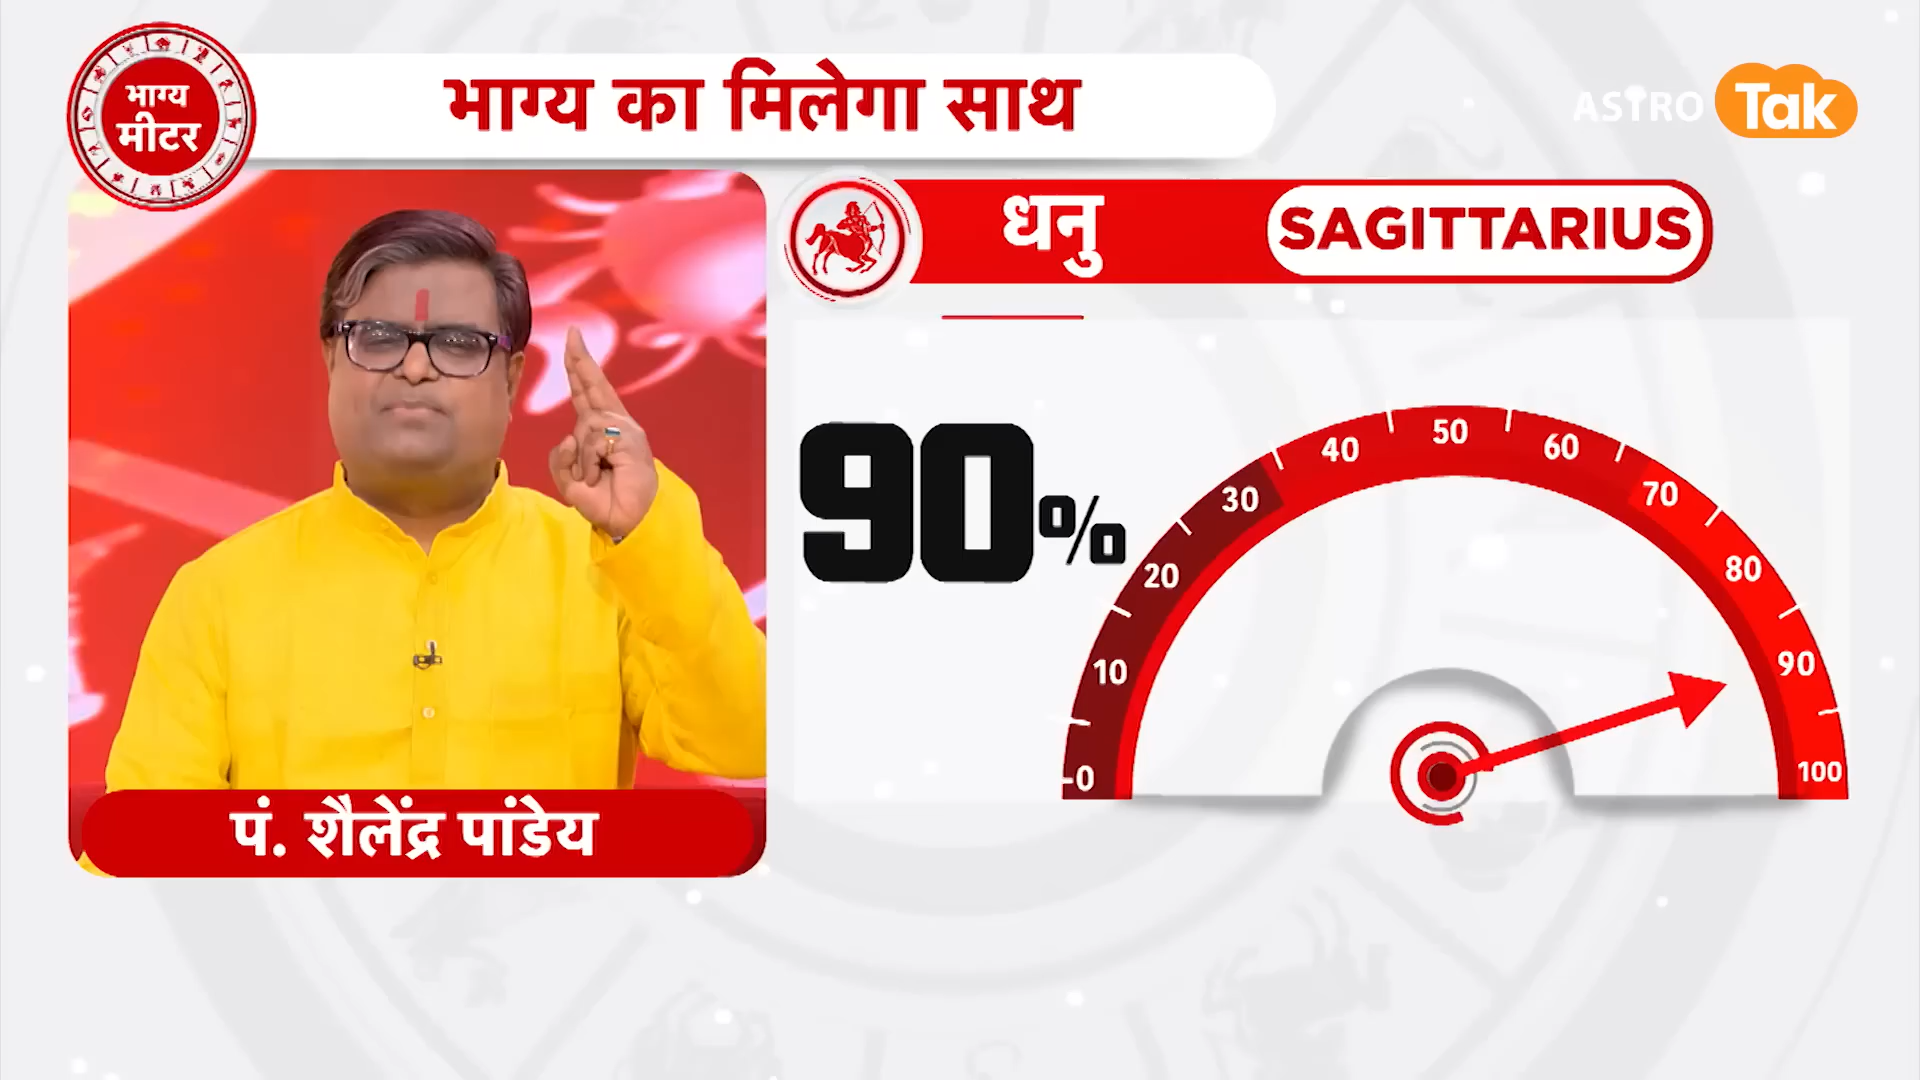 भाग्य
मीटर
भाग्य का मिलेगा साथ
ASTRO Tak
धनु
SAGITTARIUS
90%
0
10
20
30
40
50
60
70
80
90
100
पं. शैलेंद्र पांडेय